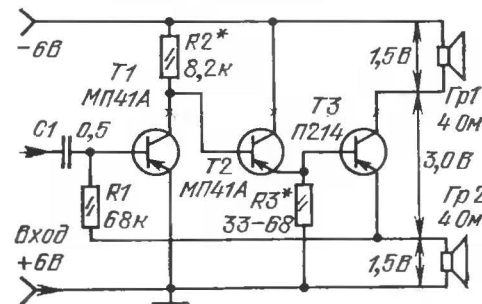 -6В
R2*
8,2к
T1
МП41А
C1
0,5
T2
МП41А
T3
П214
R1
68к
R3*
33-68
1,5В
Гр1
4 Ом
3,0В
Гр2
4 Ом
1,5В
Вход
+6В